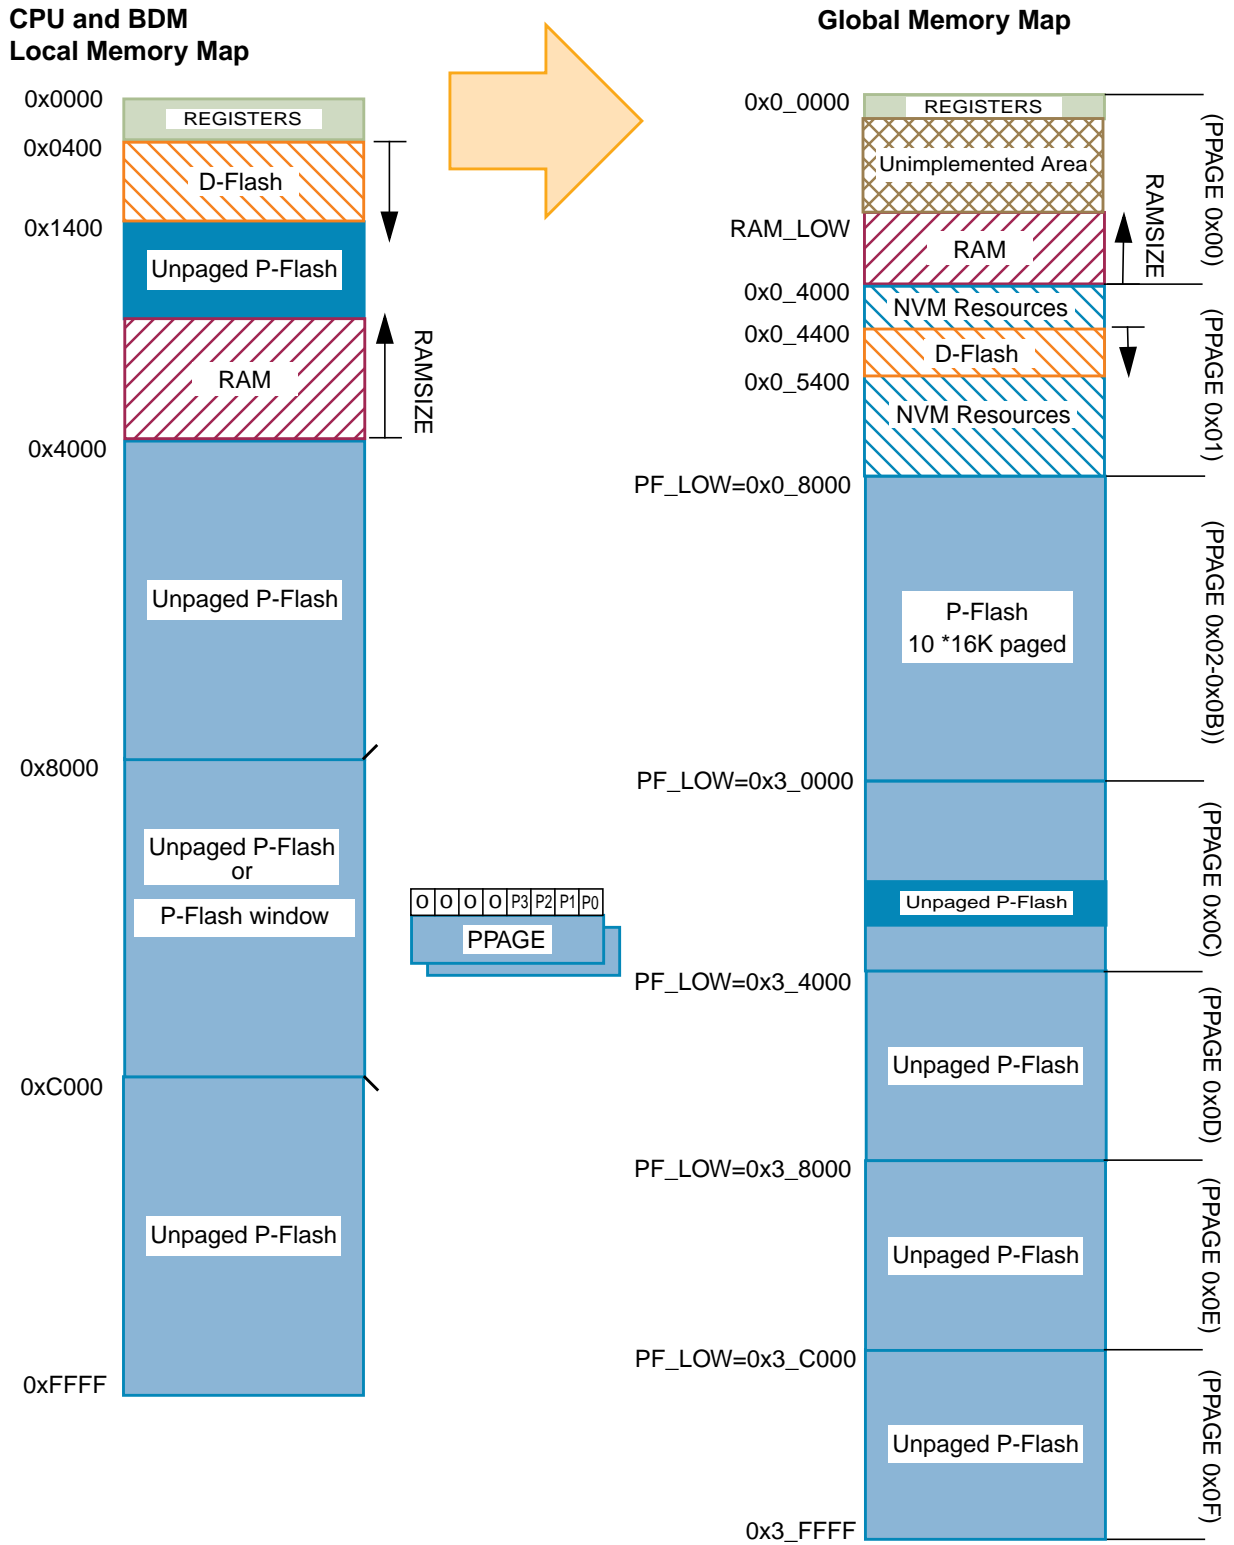 CPU and BDM
Local Memory Map
0x0000
REGISTERS
0x0400
D-Flash
0x1400
Unpaged P-Flash
RAM
RAMSIZE
0x4000
Unpaged P-Flash
0x8000
Unpaged P-Flash
or
P-Flash window
0xC000
Unpaged P-Flash
0xFFFF
0 0 0 0 P3 P2 P1 P0
PPAGE
Global Memory Map
0x0_0000
REGISTERS
Unimplemented Area
RAM_LOW
RAM
RAMSIZE
(PPAGE 0x00)
0x0_4000
NVM Resources
0x0_4400
D-Flash
0x0_5400
NVM Resources
(PPAGE 0x01)
PF_LOW=0x0_8000
P-Flash
10 *16K paged
(PPAGE 0x02-0x0B))
PF_LOW=0x3_0000
Unpaged P-Flash
(PPAGE 0x0C)
PF_LOW=0x3_4000
Unpaged P-Flash
(PPAGE 0x0D)
PF_LOW=0x3_8000
Unpaged P-Flash
(PPAGE 0x0E)
PF_LOW=0x3_C000
Unpaged P-Flash
(PPAGE 0x0F)
0x3_FFFF